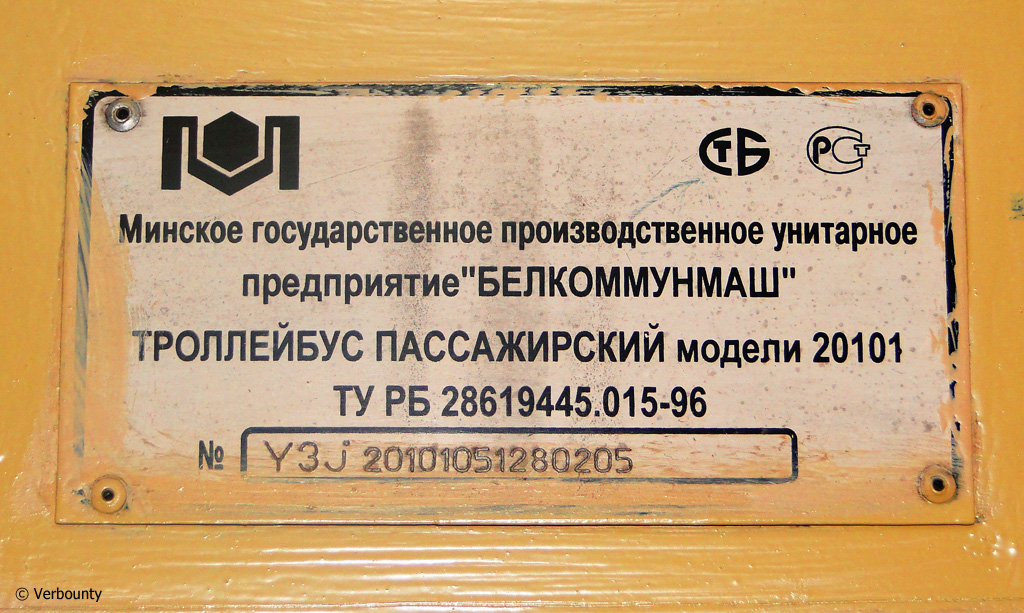 СТБ РСТ
Минское государственное производственное унитарное
предприятие"БЕЛКОММУНМАШ"
ТРОЛЛЕЙБУС ПАССАЖИРСКИЙ модели 20101
ТУ РБ 28619445.015-96
№ Y3J 20101051280205
© Verbounty